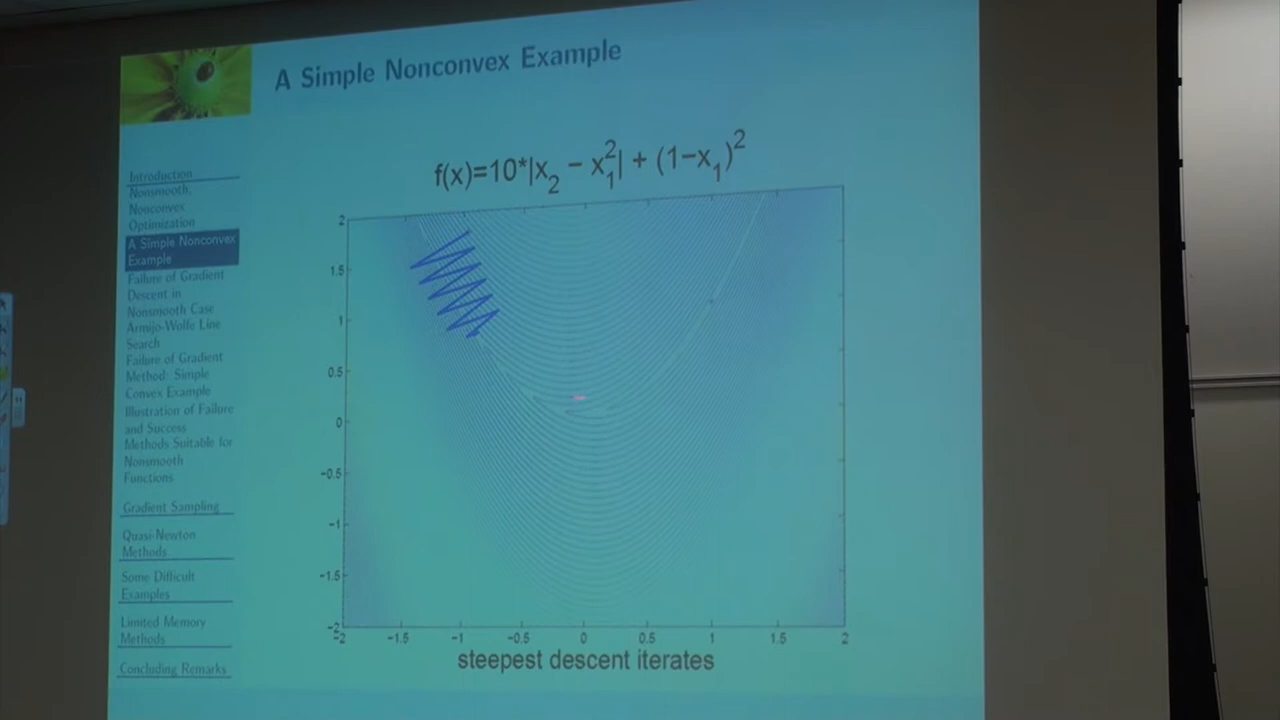 A Simple Nonconvex Example
f(x)=10*|x₂ − x₁²| + (1−x₁)²
Introduction
Nonsmooth,
Nonconvex
Optimization
A Simple Nonconvex
Example
Failure of Gradient
Descent in
Nonsmooth Case
Armijo-Wolfe Line
Search
Failure of Gradient
Method: Simple
Convex Example
Illustration of Failure
and Success
Methods Suitable for
Nonsmooth
Functions
Gradient Sampling
Quasi-Newton
Methods
Some Difficult
Examples
Limited Memory
Methods
Concluding Remarks
2
1.5
1
0.5
0
−0.5
−1
−1.5
−2
−2 −1.5 −1 −0.5 0 0.5 1 1.5 2
steepest descent iterates